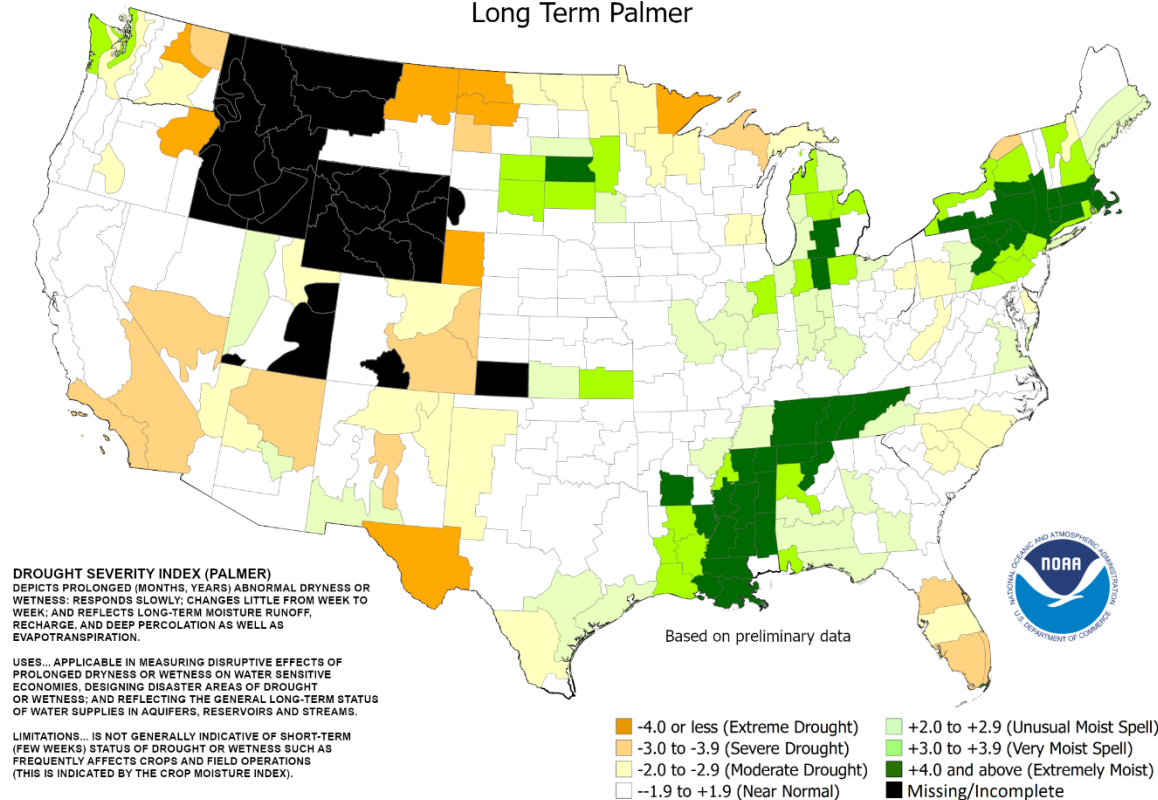 Long Term Palmer
DROUGHT SEVERITY INDEX (PALMER)
DEPICTS PROLONGED (MONTHS, YEARS) ABNORMAL DRYNESS OR
WETNESS: RESPONDS SLOWLY; CHANGES LITTLE FROM WEEK TO
WEEK; AND REFLECTS LONG-TERM MOISTURE RUNOFF,
RECHARGE, AND DEEP PERCOLATION AS WELL AS
EVAPOTRANSPIRATION.
USES... APPLICABLE IN MEASURING DISRUPTIVE EFFECTS OF
PROLONGED DRYNESS OR WETNESS ON WATER SENSITIVE
ECONOMIES, DESIGNING DISASTER AREAS OF DROUGHT
OR WETNESS; AND REFLECTING THE GENERAL LONG-TERM STATUS
OF WATER SUPPLIES IN AQUIFERS, RESERVOIRS AND STREAMS.
LIMITATIONS... IS NOT GENERALLY INDICATIVE OF SHORT-TERM
(FEW WEEKS) STATUS OF DROUGHT OR WETNESS SUCH AS
FREQUENTLY AFFECTS CROPS AND FIELD OPERATIONS
(THIS IS INDICATED BY THE CROP MOISTURE INDEX).
NATIONAL OCEANIC AND ATMOSPHERIC ADMINISTRATION
NOAA
U.S. DEPARTMENT OF COMMERCE
Based on preliminary data
-4.0 or less (Extreme Drought)
-3.0 to -3.9 (Severe Drought)
-2.0 to -2.9 (Moderate Drought)
--1.9 to +1.9 (Near Normal)
+2.0 to +2.9 (Unusual Moist Spell)
+3.0 to +3.9 (Very Moist Spell)
+4.0 and above (Extremely Moist)
Missing/Incomplete